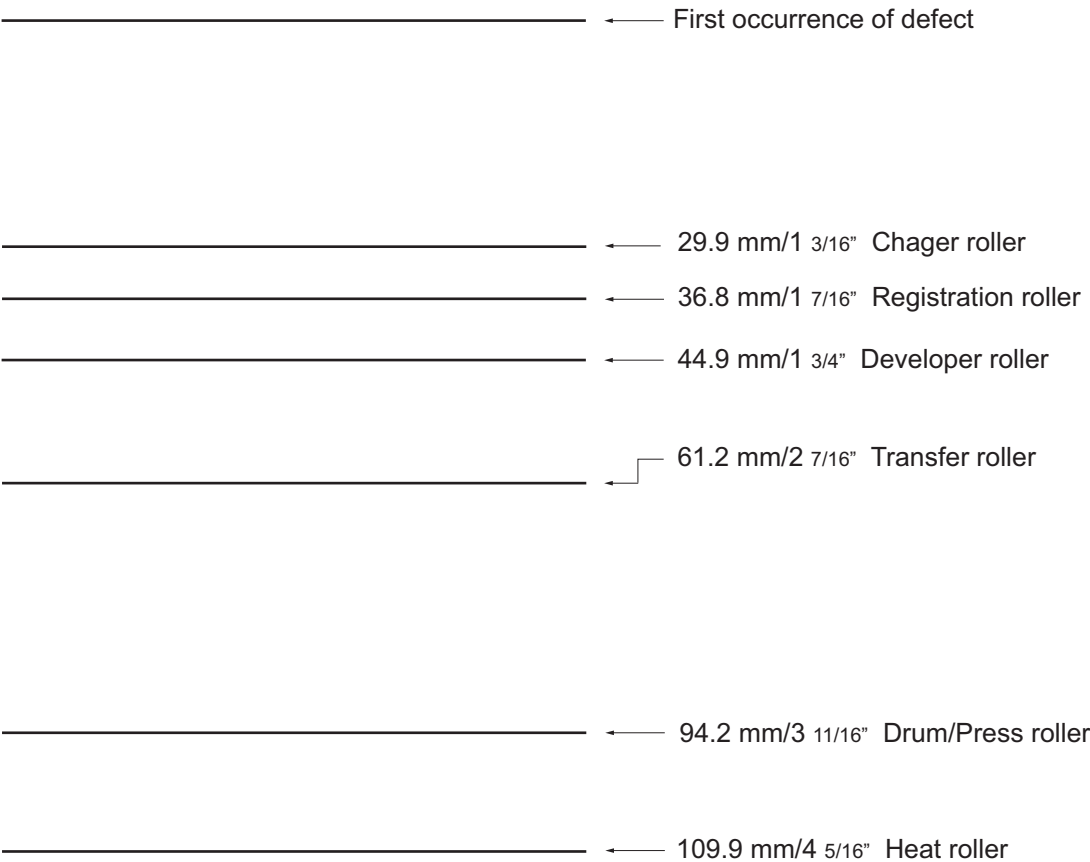 First occurrence of defect
29.9 mm/1 3/16” Chager roller
36.8 mm/1 7/16” Registration roller
44.9 mm/1 3/4” Developer roller
61.2 mm/2 7/16” Transfer roller
94.2 mm/3 11/16” Drum/Press roller
109.9 mm/4 5/16” Heat roller